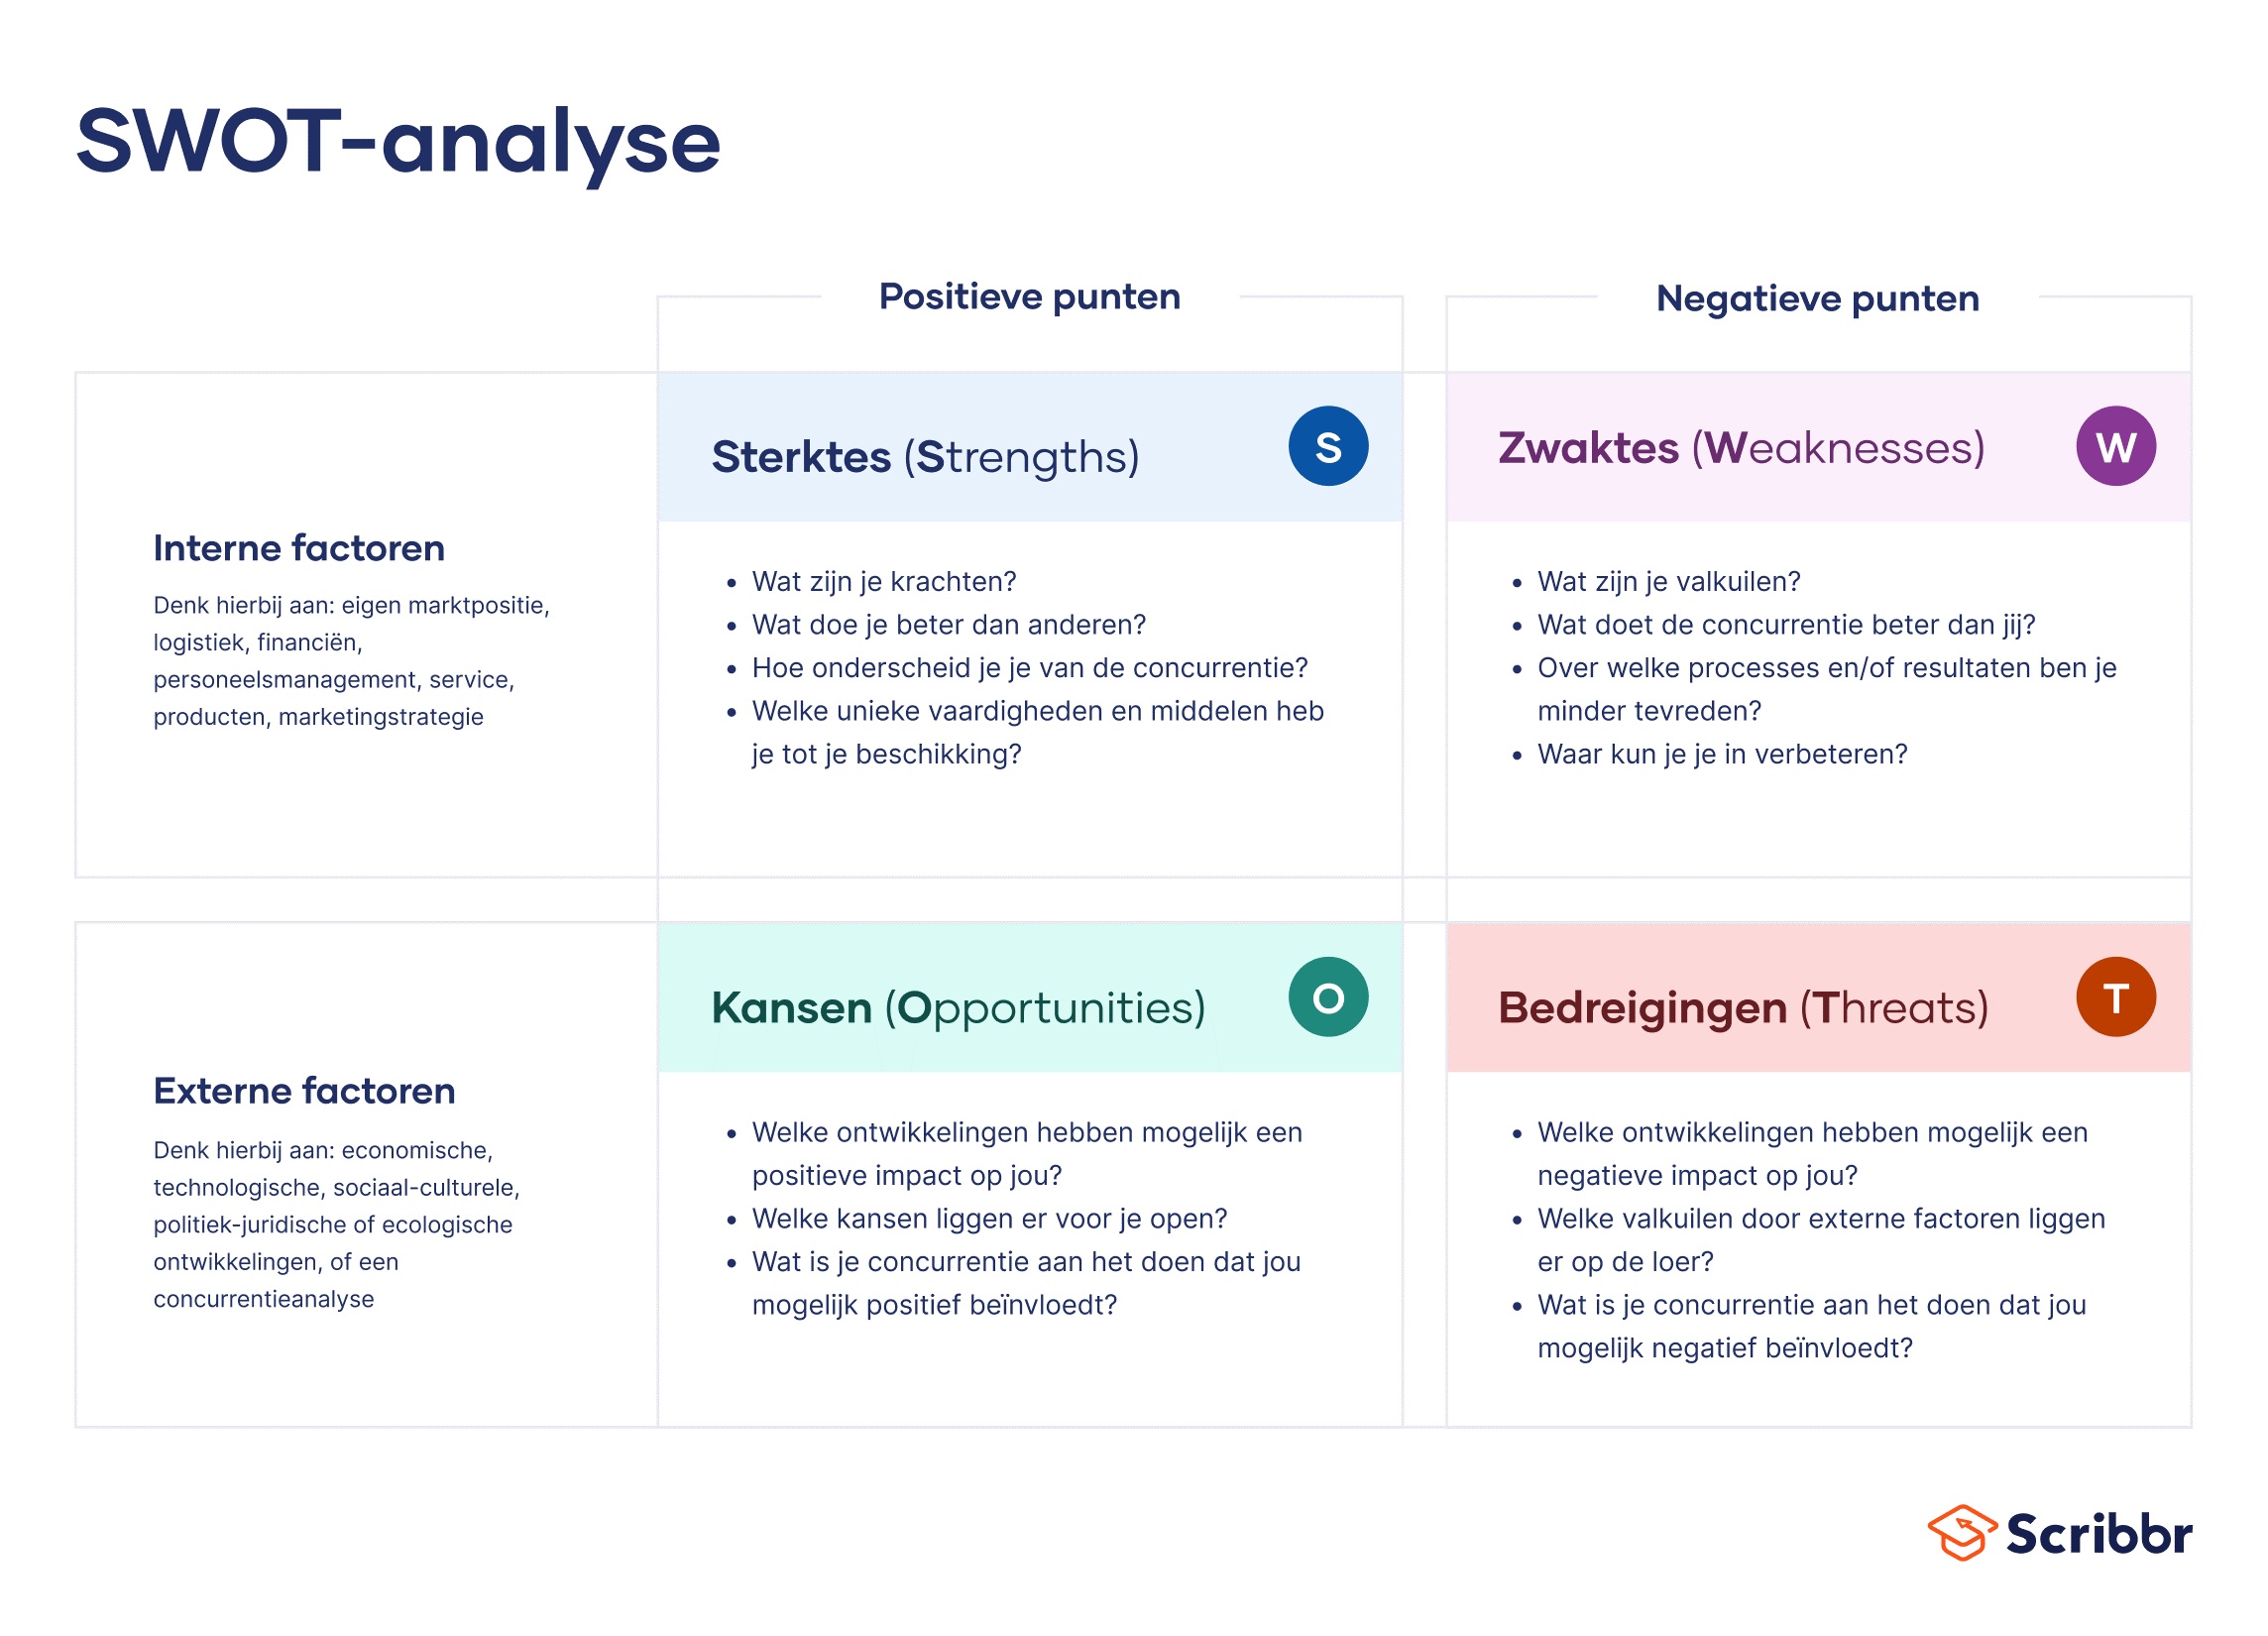 SWOT-analyse
Positieve punten
Negatieve punten
Interne factoren
Denk hierbij aan: eigen marktpositie,
logistiek, financiën,
personeelsmanagement, service,
producten, marketingstrategie
Sterktes (Strengths)
S
• Wat zijn je krachten?
• Wat doe je beter dan anderen?
• Hoe onderscheid je je van de concurrentie?
• Welke unieke vaardigheden en middelen heb
je tot je beschikking?
Zwaktes (Weaknesses)
W
• Wat zijn je valkuilen?
• Wat doet de concurrentie beter dan jij?
• Over welke processes en/of resultaten ben je
minder tevreden?
• Waar kun je je in verbeteren?
Externe factoren
Denk hierbij aan: economische,
technologische, sociaal-culturele,
politiek-juridische of ecologische
ontwikkelingen, of een
concurrentieanalyse
Kansen (Opportunities)
O
• Welke ontwikkelingen hebben mogelijk een
positieve impact op jou?
• Welke kansen liggen er voor je open?
• Wat is je concurrentie aan het doen dat jou
mogelijk positief beïnvloedt?
Bedreigingen (Threats)
T
• Welke ontwikkelingen hebben mogelijk een
negatieve impact op jou?
• Welke valkuilen door externe factoren liggen
er op de loer?
• Wat is je concurrentie aan het doen dat jou
mogelijk negatief beïnvloedt?
Scribbr